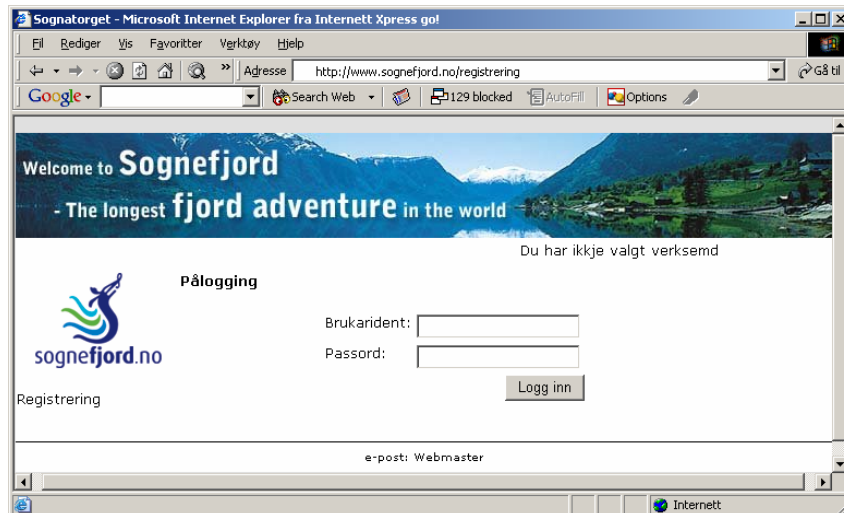 Sognatorget - Microsoft Internet Explorer fra Internett Xpress go!
Fil Rediger Vis Favoritter Verktøy Hjelp
Adresse http://www.sognefjord.no/registrering Gå til
Google Search Web 129 blocked AutoFill Options
Welcome to Sognefjord
- The longest fjord adventure in the world
Du har ikkje valgt verksemd
Pålogging
Brukarident:
Passord:
sognefjord.no
Logg inn
Registrering
e-post: Webmaster
Internett